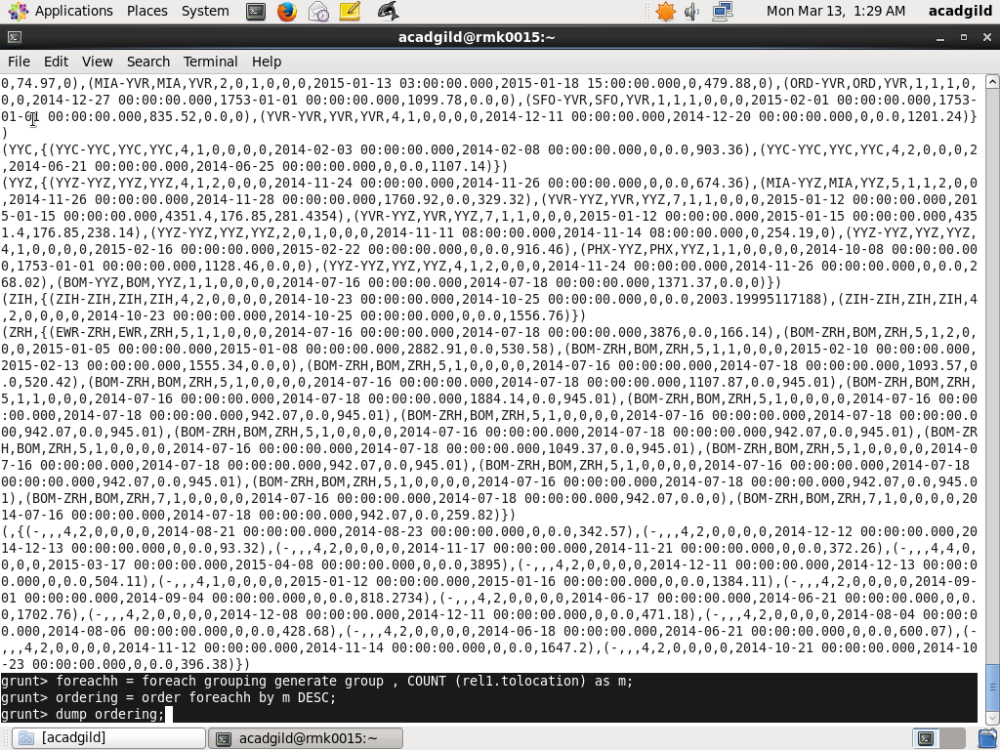 Applications Places System
Mon Mar 13, 1:29 AM acadgild
acadgild@rmk0015:~
File Edit View Search Terminal Help
0,74.97,0),(MIA-YVR,MIA,YVR,2,0,1,0,0,0,2015-01-13 03:00:00.000,2015-01-18 15:00:00.000,0,479.88,0),(ORD-YVR,ORD,YVR,1,1,1,0,
0,0,2014-12-27 00:00:00.000,1753-01-01 00:00:00.000,1099.78,0.0,0),(SFO-YVR,SFO,YVR,1,1,1,0,0,0,2015-02-01 00:00:00.000,1753-
01-01 00:00:00.000,835.52,0.0,0),(YVR-YVR,YVR,YVR,4,1,0,0,0,0,2014-12-11 00:00:00.000,2014-12-20 00:00:00.000,0,0.0,1201.24)}
)
(YYC,{(YYC-YYC,YYC,YYC,4,1,0,0,0,0,2014-02-03 00:00:00.000,2014-02-08 00:00:00.000,0,0.0,903.36),(YYC-YYC,YYC,YYC,4,2,0,0,0,2
,2014-06-21 00:00:00.000,2014-06-25 00:00:00.000,0,0.0,1107.14)})
(YYZ,{(YYZ-YYZ,YYZ,YYZ,4,1,2,0,0,0,2014-11-24 00:00:00.000,2014-11-26 00:00:00.000,0,0.0,674.36),(MIA-YYZ,MIA,YYZ,5,1,1,2,0,0
,2014-11-26 00:00:00.000,2014-11-28 00:00:00.000,1760.92,0.0,329.32),(YVR-YYZ,YVR,YYZ,7,1,1,0,0,0,2015-01-12 00:00:00.000,201
5-01-15 00:00:00.000,4351.4,176.85,281.4354),(YVR-YYZ,YVR,YYZ,7,1,1,0,0,0,2015-01-12 00:00:00.000,2015-01-15 00:00:00.000,435
1.4,176.85,238.14),(YYZ-YYZ,YYZ,YYZ,2,0,1,0,0,0,2014-11-11 08:00:00.000,2014-11-14 08:00:00.000,0,254.19,0),(YYZ-YYZ,YYZ,YYZ,
4,1,0,0,0,0,2015-02-16 00:00:00.000,2015-02-22 00:00:00.000,0,0.0,916.46),(PHX-YYZ,PHX,YYZ,1,1,0,0,0,0,2014-10-08 00:00:00.00
0,1753-01-01 00:00:00.000,1128.46,0.0,0),(YYZ-YYZ,YYZ,YYZ,4,1,2,0,0,0,2014-11-24 00:00:00.000,2014-11-26 00:00:00.000,0,0.0,2
68.02),(BOM-YYZ,BOM,YYZ,1,1,0,0,0,0,2014-07-16 00:00:00.000,2014-07-18 00:00:00.000,1371.37,0.0,0)})
(ZIH,{(ZIH-ZIH,ZIH,ZIH,4,2,0,0,0,0,2014-10-23 00:00:00.000,2014-10-25 00:00:00.000,0,0.0,2003.19995117188),(ZIH-ZIH,ZIH,ZIH,4
,2,0,0,0,0,2014-10-23 00:00:00.000,2014-10-25 00:00:00.000,0,0.0,1556.76)})
(ZRH,{(EWR-ZRH,EWR,ZRH,5,1,1,0,0,0,2014-07-16 00:00:00.000,2014-07-18 00:00:00.000,3876,0.0,166.14),(BOM-ZRH,BOM,ZRH,5,1,2,0,
0,0,2015-01-05 00:00:00.000,2015-01-08 00:00:00.000,2882.91,0.0,530.58),(BOM-ZRH,BOM,ZRH,5,1,1,0,0,0,2015-02-10 00:00:00.000,
2015-02-13 00:00:00.000,1555.34,0.0,0),(BOM-ZRH,BOM,ZRH,5,1,0,0,0,0,2014-07-16 00:00:00.000,2014-07-18 00:00:00.000,1093.57,0
.0,520.42),(BOM-ZRH,BOM,ZRH,5,1,0,0,0,0,2014-07-16 00:00:00.000,2014-07-18 00:00:00.000,1107.87,0.0,945.01),(BOM-ZRH,BOM,ZRH,
5,1,1,0,0,0,2014-07-16 00:00:00.000,2014-07-18 00:00:00.000,1884.14,0.0,945.01),(BOM-ZRH,BOM,ZRH,5,1,0,0,0,0,2014-07-16 00:00
:00.000,2014-07-18 00:00:00.000,942.07,0.0,945.01),(BOM-ZRH,BOM,ZRH,5,1,0,0,0,0,2014-07-16 00:00:00.000,2014-07-18 00:00:00.0
00,942.07,0.0,945.01),(BOM-ZRH,BOM,ZRH,5,1,0,0,0,0,2014-07-16 00:00:00.000,2014-07-18 00:00:00.000,942.07,0.0,945.01),(BOM-ZR
H,BOM,ZRH,5,1,0,0,0,0,2014-07-16 00:00:00.000,2014-07-18 00:00:00.000,1049.37,0.0,945.01),(BOM-ZRH,BOM,ZRH,5,1,0,0,0,0,2014-0
7-16 00:00:00.000,2014-07-18 00:00:00.000,942.07,0.0,945.01),(BOM-ZRH,BOM,ZRH,5,1,0,0,0,0,2014-07-16 00:00:00.000,2014-07-18
00:00:00.000,942.07,0.0,945.01),(BOM-ZRH,BOM,ZRH,5,1,0,0,0,0,2014-07-16 00:00:00.000,2014-07-18 00:00:00.000,942.07,0.0,945.0
1),(BOM-ZRH,BOM,ZRH,7,1,0,0,0,0,2014-07-16 00:00:00.000,2014-07-18 00:00:00.000,942.07,0.0,0),(BOM-ZRH,BOM,ZRH,7,1,0,0,0,0,20
14-07-16 00:00:00.000,2014-07-18 00:00:00.000,942.07,0.0,259.82)})
(,{(-,,,4,2,0,0,0,0,2014-08-21 00:00:00.000,2014-08-23 00:00:00.000,0,0.0,342.57),(-,,,4,2,0,0,0,0,2014-12-12 00:00:00.000,20
14-12-13 00:00:00.000,0,0.0,93.32),(-,,,4,2,0,0,0,0,2014-11-17 00:00:00.000,2014-11-21 00:00:00.000,0,0.0,372.26),(-,,,4,4,0,
0,0,0,2015-03-17 00:00:00.000,2015-04-08 00:00:00.000,0,0.0,3895),(-,,,4,2,0,0,0,0,2014-12-11 00:00:00.000,2014-12-13 00:00:0
0.000,0,0.0,504.11),(-,,,4,1,0,0,0,0,2015-01-12 00:00:00.000,2015-01-16 00:00:00.000,0,0.0,1384.11),(-,,,4,2,0,0,0,0,2014-09-
01 00:00:00.000,2014-09-04 00:00:00.000,0,0.0,818.2734),(-,,,4,2,0,0,0,0,2014-06-17 00:00:00.000,2014-06-21 00:00:00.000,0,0.
0,1702.76),(-,,,4,2,0,0,0,0,2014-12-08 00:00:00.000,2014-12-11 00:00:00.000,0,0.0,471.18),(-,,,4,2,0,0,0,0,2014-08-04 00:00:0
0.000,2014-08-06 00:00:00.000,0,0.0,428.68),(-,,,4,2,0,0,0,0,2014-06-18 00:00:00.000,2014-06-21 00:00:00.000,0,0.0,600.07),(-
,,,4,2,0,0,0,0,2014-11-12 00:00:00.000,2014-11-14 00:00:00.000,0,0.0,1647.2),(-,,,4,2,0,0,0,0,2014-10-21 00:00:00.000,2014-10
-23 00:00:00.000,0,0.0,396.38)})
grunt> foreachh = foreach grouping generate group , COUNT (rel1.tolocation) as m;
grunt> ordering = order foreachh by m DESC;
grunt> dump ordering;
[acadgild]
acadgild@rmk0015:~